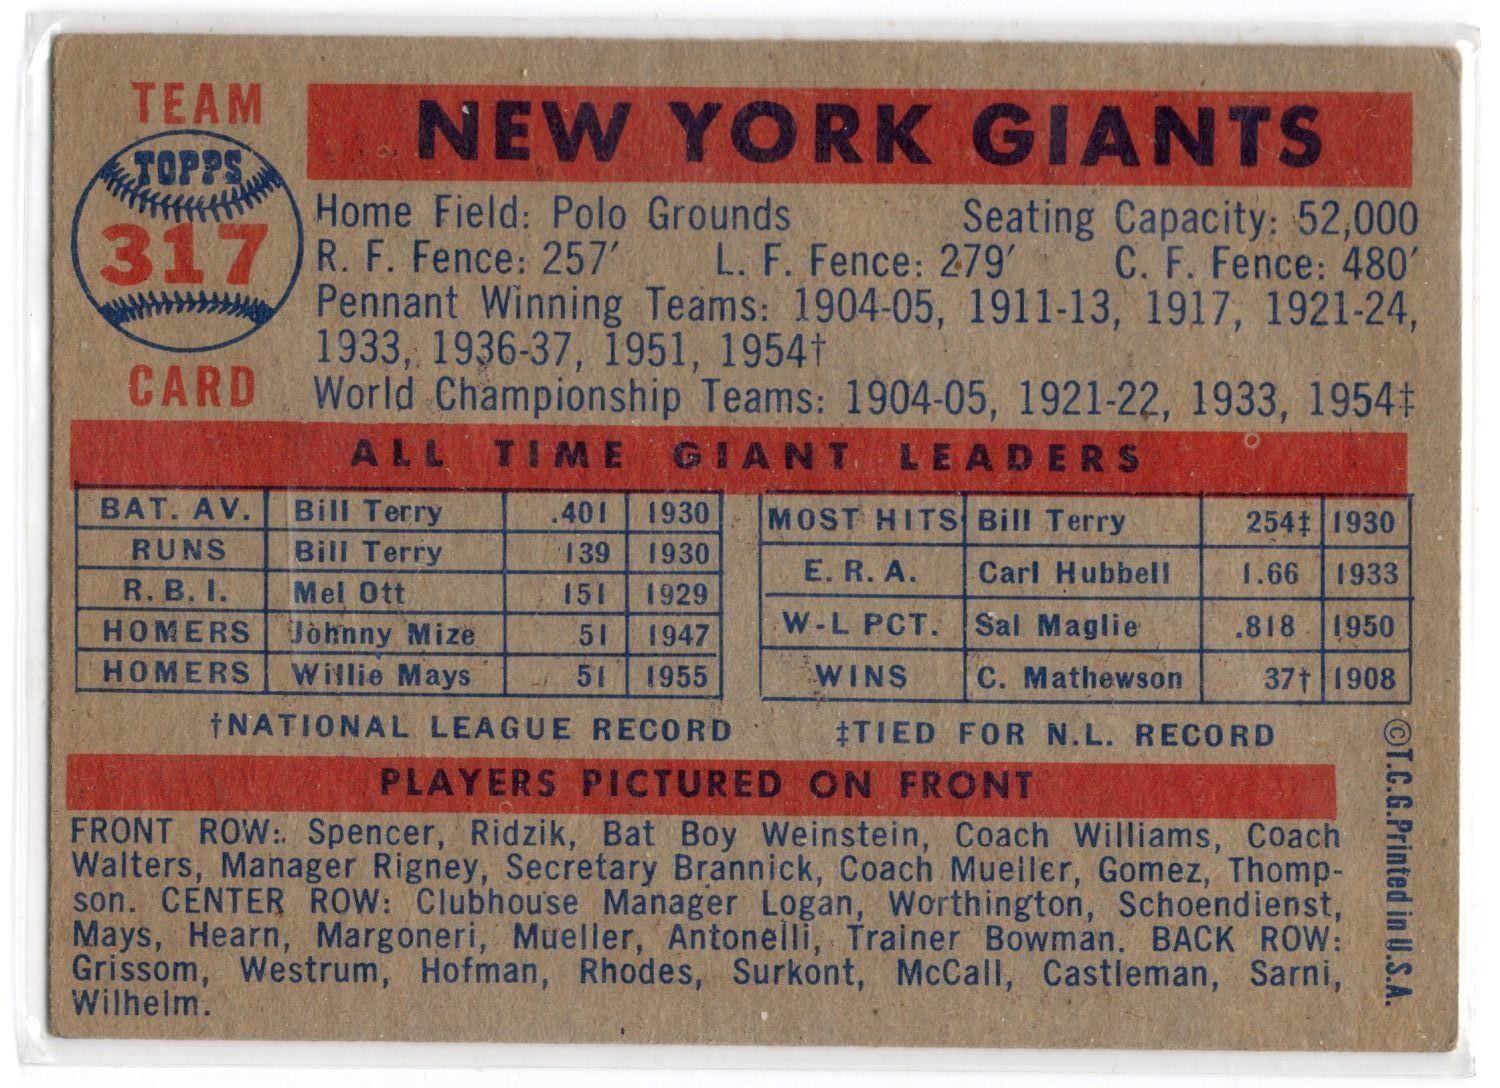 TEAM
TOPPS
317
CARD
NEW YORK GIANTS
Home Field: Polo Grounds Seating Capacity: 52,000
R. F. Fence: 257′ L. F. Fence: 279′ C. F. Fence: 480′
Pennant Winning Teams: 1904-05, 1911-13, 1917, 1921-24,
1933, 1936-37, 1951, 1954†
World Championship Teams: 1904-05, 1921-22, 1933, 1954‡
ALL TIME GIANT LEADERS
BAT. AV. Bill Terry .401 1930
RUNS Bill Terry 139 1930
R. B. I. Mel Ott 151 1929
HOMERS Johnny Mize 51 1947
HOMERS Willie Mays 51 1955
MOST HITS Bill Terry 254‡ 1930
E. R. A. Carl Hubbell 1.66 1933
W-L PCT. Sal Maglie .818 1950
WINS C. Mathewson 37† 1908
†NATIONAL LEAGUE RECORD ‡TIED FOR N.L. RECORD
PLAYERS PICTURED ON FRONT
FRONT ROW: Spencer, Ridzik, Bat Boy Weinstein, Coach Williams, Coach
Walters, Manager Rigney, Secretary Brannick, Coach Mueller, Gomez, Thomp-
son. CENTER ROW: Clubhouse Manager Logan, Worthington, Schoendienst,
Mays, Hearn, Margoneri, Mueller, Antonelli, Trainer Bowman. BACK ROW:
Grissom, Westrum, Hofman, Rhodes, Surkont, McCall, Castleman, Sarni,
Wilhelm.
©T.C.G. Printed in U.S.A.